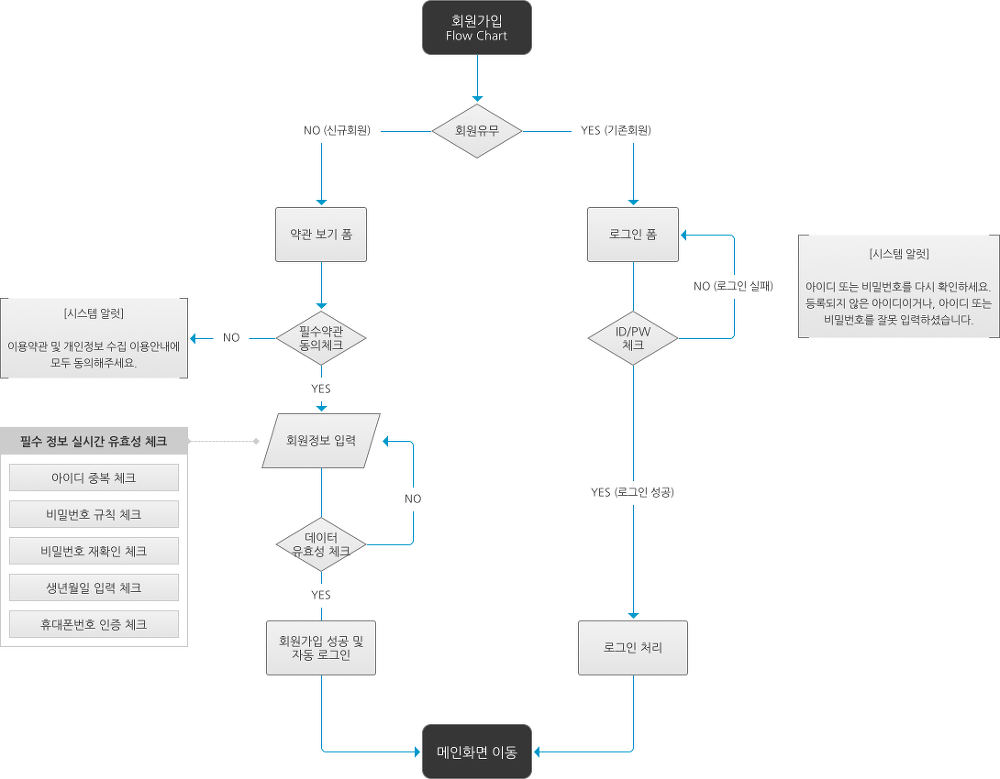 회원가입
Flow Chart
NO (신규회원)
회원유무
YES (기존회원)
약관 보기 폼
로그인 폼
[시스템 알럿]
아이디 또는 비밀번호를 다시 확인하세요.
등록되지 않은 아이디이거나, 아이디 또는
비밀번호를 잘못 입력하셨습니다.
NO (로그인 실패)
[시스템 알럿]
이용약관 및 개인정보 수집 이용안내에
모두 동의해주세요.
NO
필수약관
동의체크
ID/PW
체크
YES
필수 정보 실시간 유효성 체크
회원정보 입력
아이디 중복 체크
비밀번호 규칙 체크
비밀번호 재확인 체크
생년월일 입력 체크
휴대폰번호 인증 체크
NO
YES (로그인 성공)
데이터
유효성 체크
YES
회원가입 성공 및
자동 로그인
로그인 처리
메인화면 이동